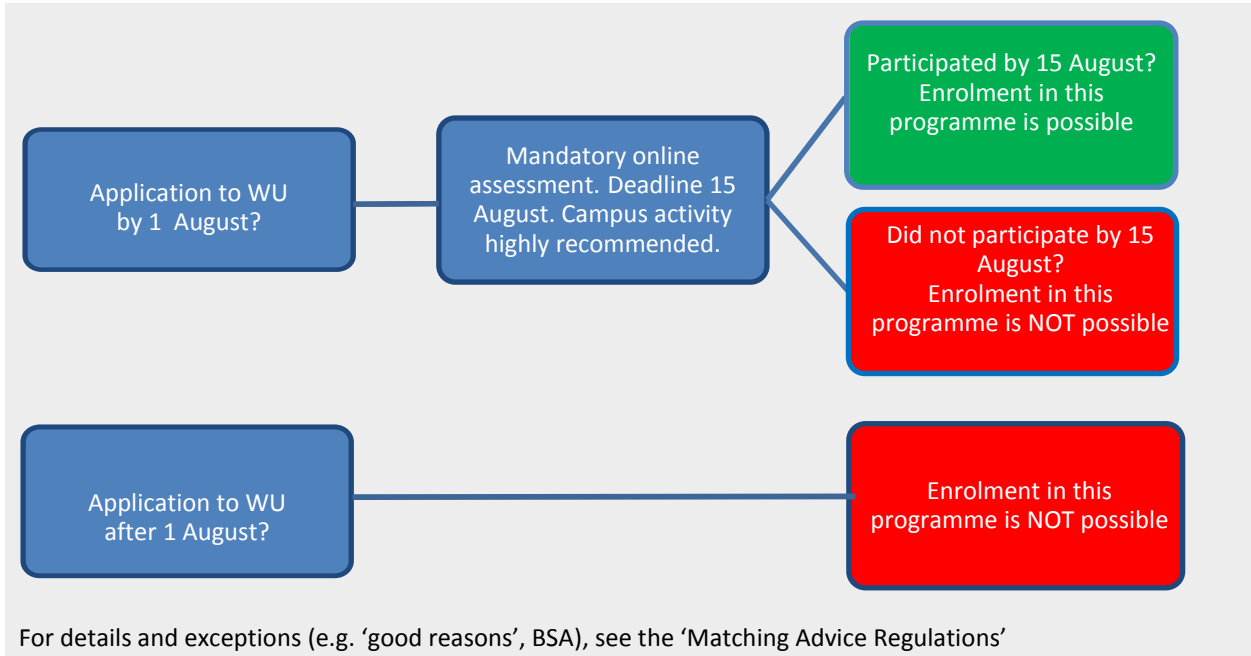 Application to WU
by 1 August?
Mandatory online
assessment. Deadline 15
August. Campus activity
highly recommended.
Participated by 15 August?
Enrolment in this
programme is possible
Did not participate by 15
August?
Enrolment in this
programme is NOT possible
Application to WU
after 1 August?
Enrolment in this
programme is NOT possible
For details and exceptions (e.g. ‘good reasons’, BSA), see the ‘Matching Advice Regulations’